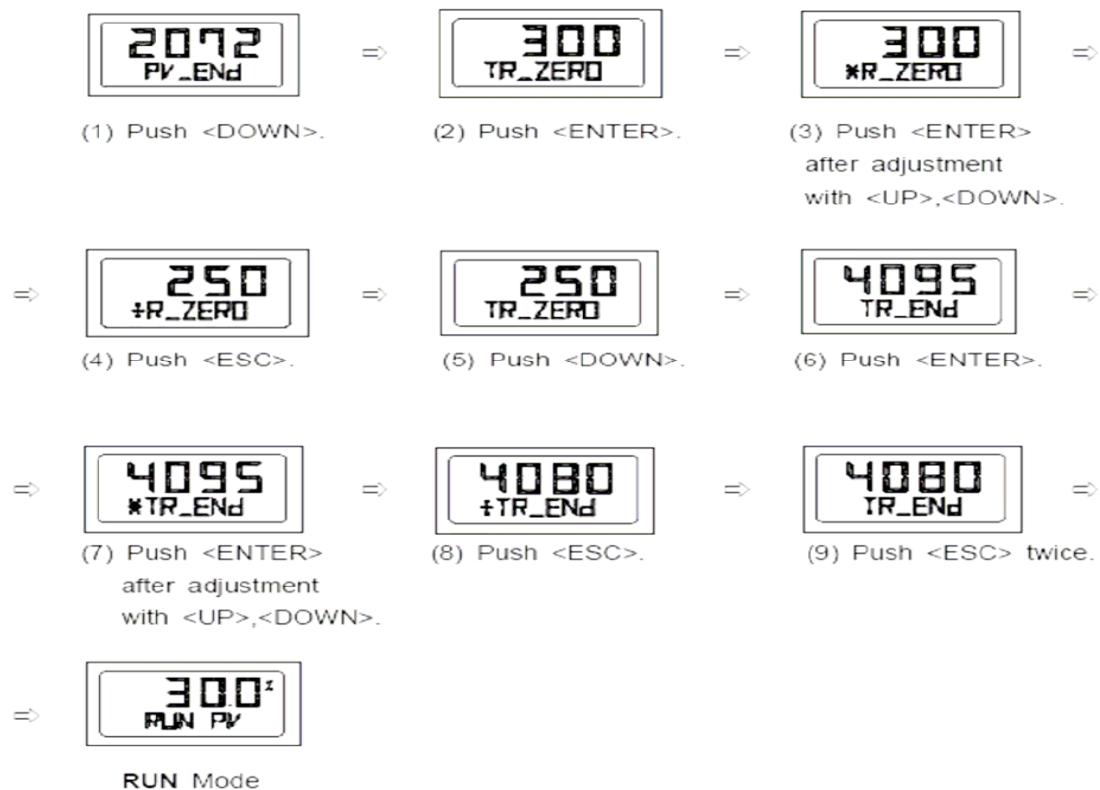 2072
PV_ENd
⇒
300
TR_ZERO
⇒
300
*R_ZERO
⇒
(1) Push <DOWN>.
(2) Push <ENTER>.
(3) Push <ENTER>
after adjustment
with <UP>,<DOWN>.
⇒
250
+R_ZERO
⇒
250
TR_ZERO
⇒
4095
TR_ENd
⇒
(4) Push <ESC>.
(5) Push <DOWN>.
(6) Push <ENTER>.
⇒
4095
*TR_ENd
⇒
4080
+TR_ENd
⇒
4080
TR_ENd
⇒
(7) Push <ENTER>
after adjustment
with <UP>,<DOWN>.
(8) Push <ESC>.
(9) Push <ESC> twice.
⇒
30.0%
RUN PV
RUN Mode